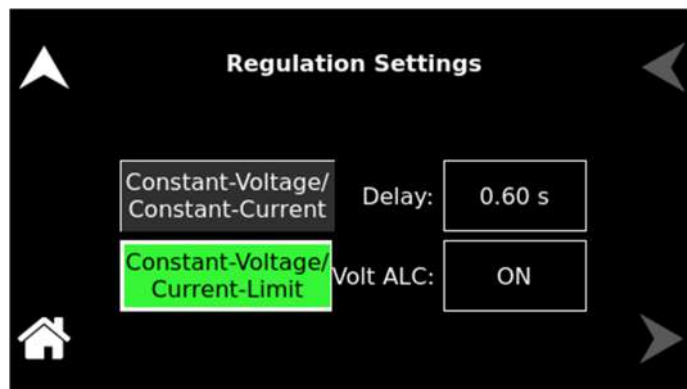 Regulation Settings
Constant-Voltage/
Constant-Current
Delay:
0.60 s
Constant-Voltage/
Current-Limit
Volt ALC:
ON